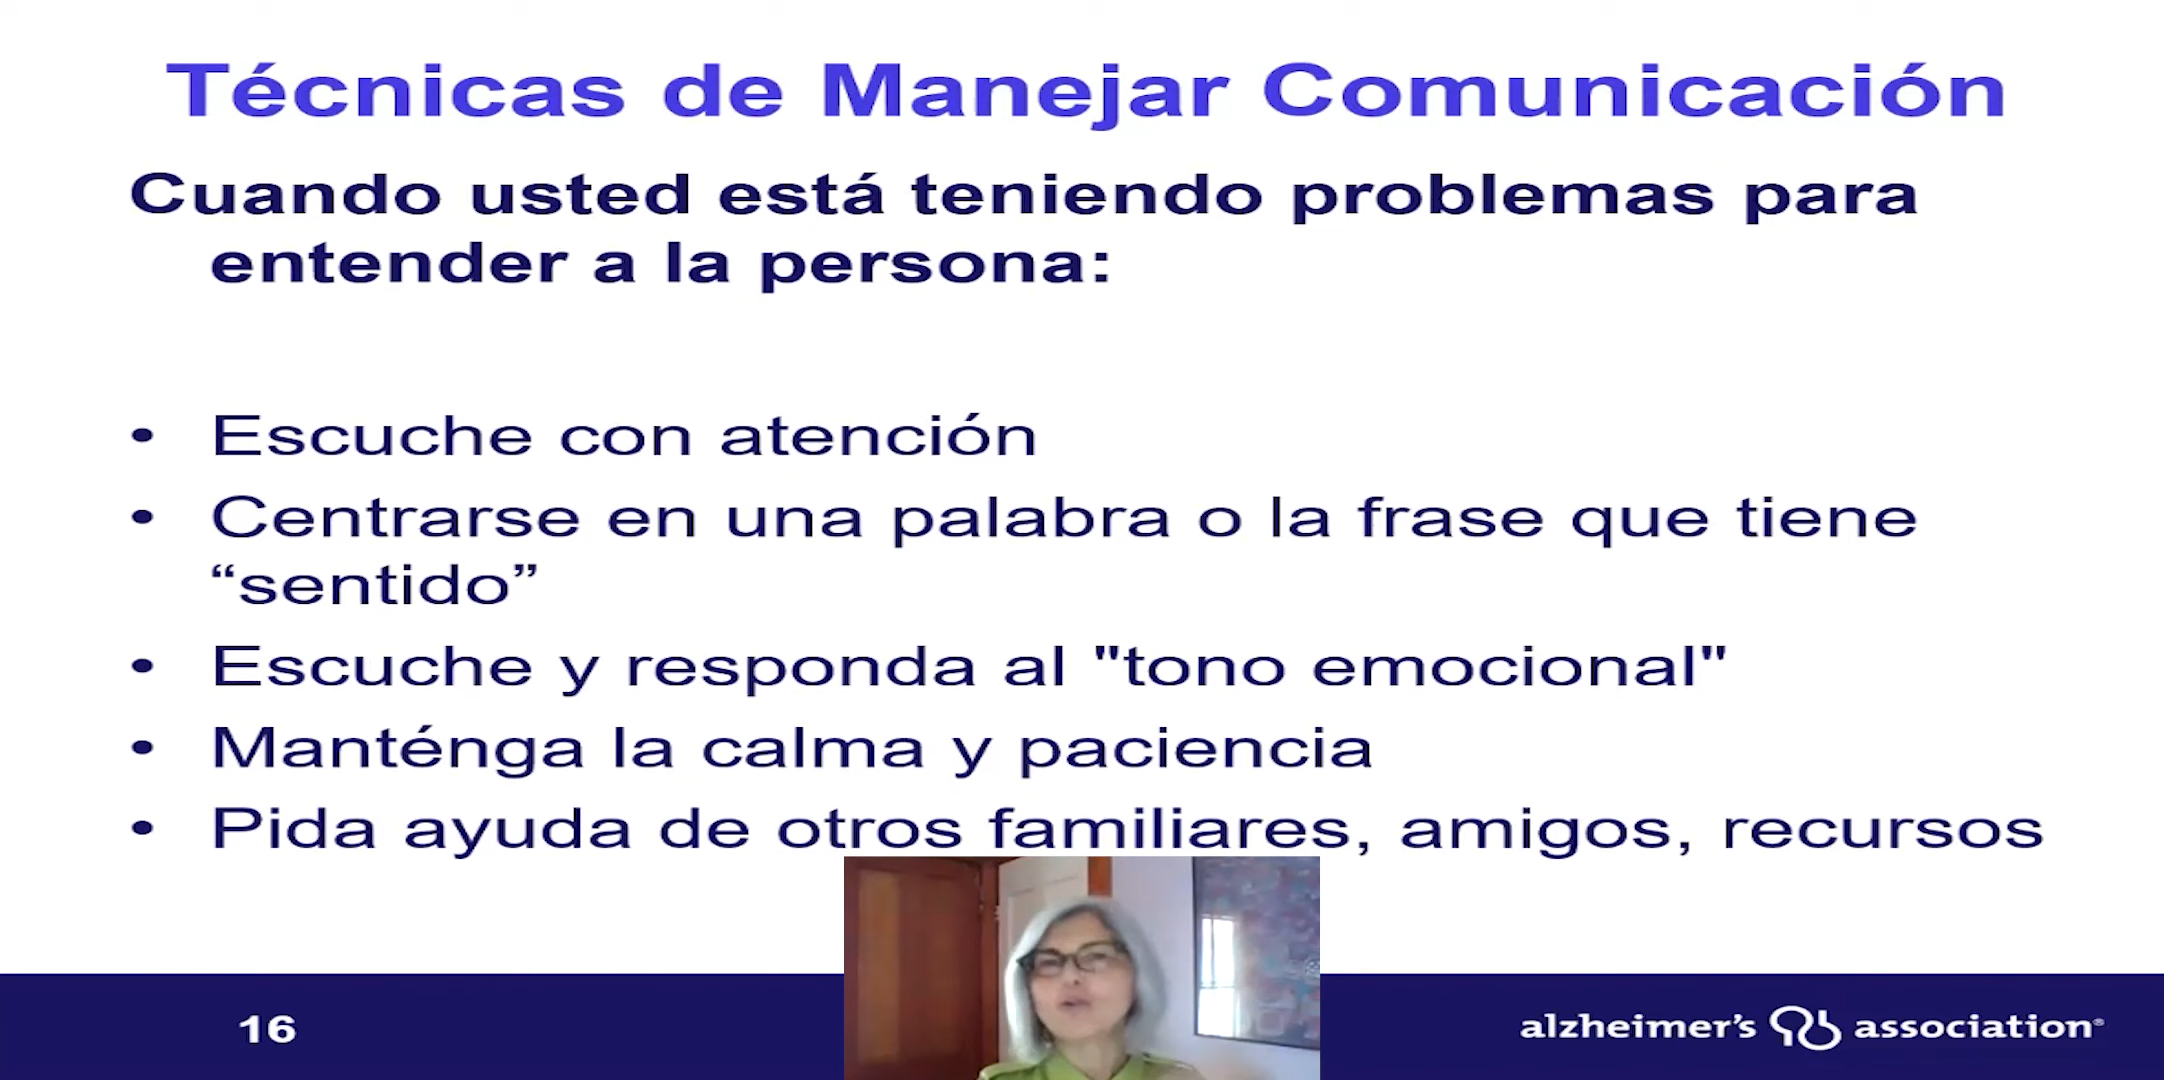 Técnicas de Manejar Comunicación
Cuando usted está teniendo problemas para
entender a la persona:
• Escuche con atención
• Centrarse en una palabra o la frase que tiene
“sentido”
• Escuche y responda al "tono emocional"
• Manténga la calma y paciencia
• Pida ayuda de otros familiares, amigos, recursos
16
alzheimer’s association®